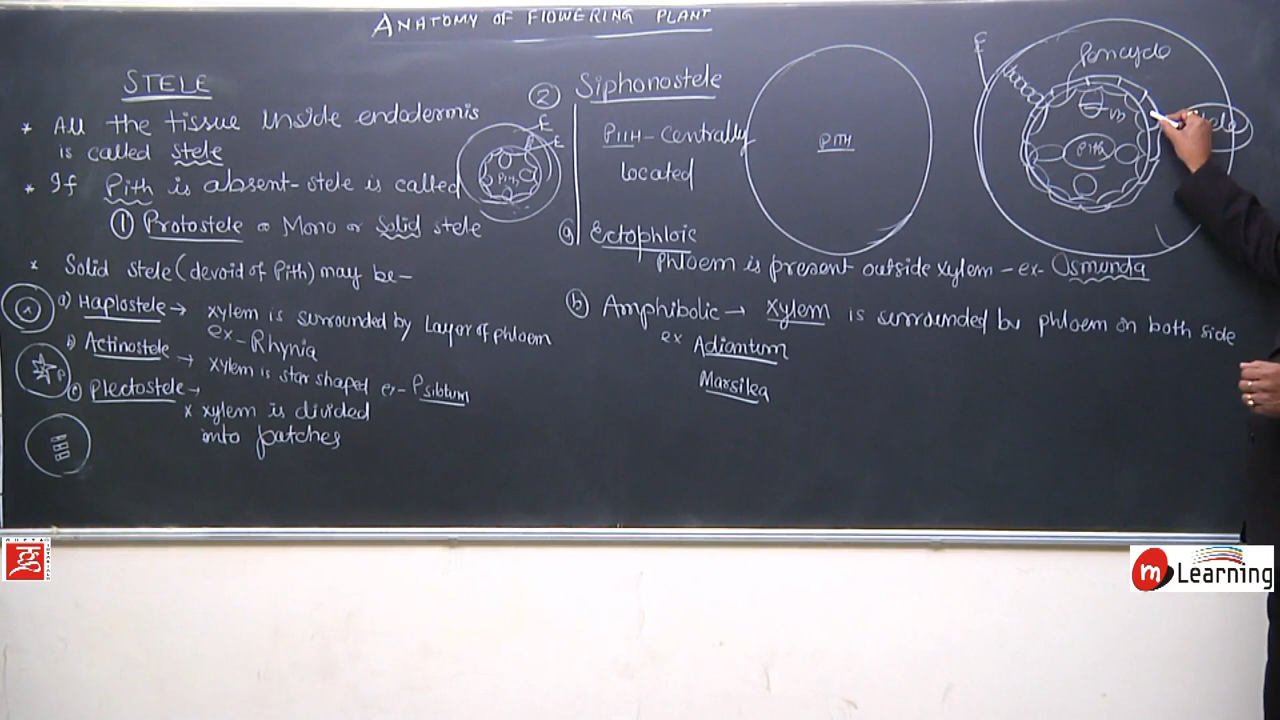 ANATOMY OF FLOWERING PLANT
STELE
* All the tissue inside endodermis
is called stele
* If Pith is absent - stele is called
① Protostele or Mono or Solid stele
* Solid stele (devoid of Pith) may be -
a) Haplostele → xylem is surrounded by Layer of phloem
ex - Rhynia
b) Actinostele → xylem is star shaped ex - Psiltum
c) Plectostele →
* xylem is divided
into patches
x
P
E
E
Pith
② Siphonostele
PITH - centrally
located
a) Ectophloic
Phloem is present outside xylem - ex - Osmunda
b) Amphibolic → Xylem is surrounded by phloem on both side
ex Adiantum
Marsilea
PITH
E
Pericycle
Pith
m Learning